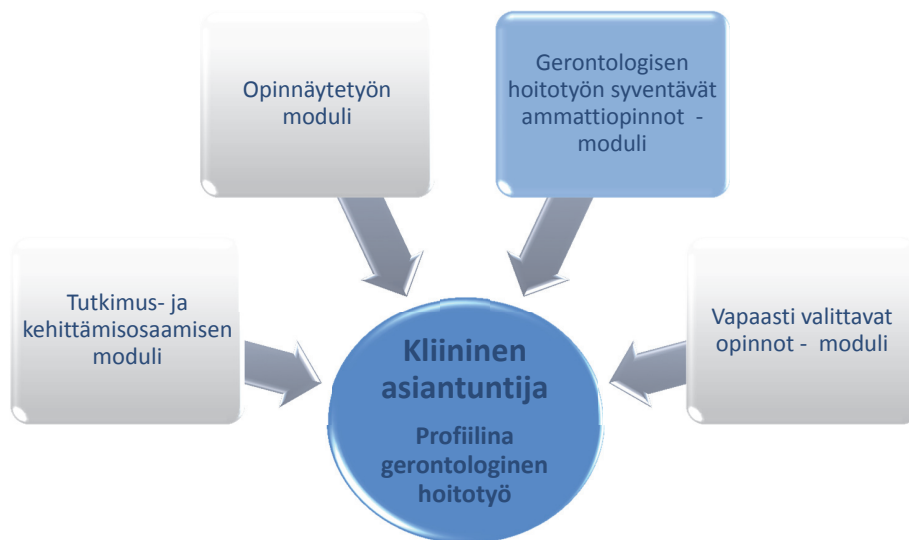 Opinnäytetyön
moduli
Gerontologisen
hoitotyön syventävät
ammattiopinnot -
moduli
Tutkimus- ja
kehittämisosaamisen
moduli
Vapaasti valittavat
opinnot - moduli
Kliininen
asiantuntija
Profiilina
gerontologinen
hoitotyö